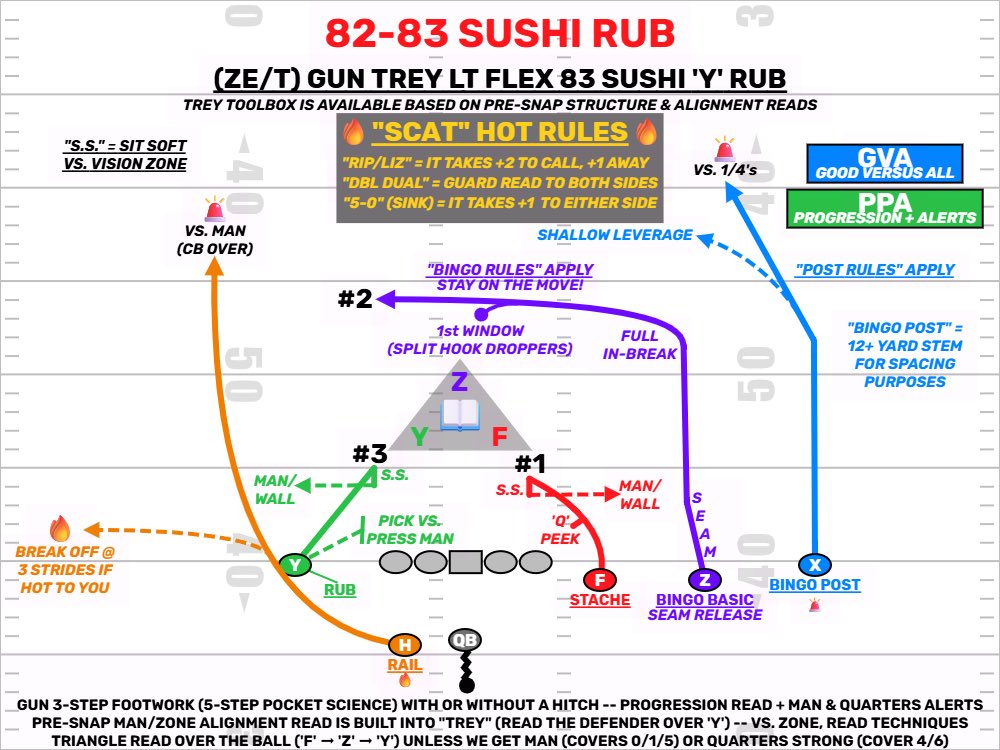 82-83 SUSHI RUB
(ZE/T) GUN TREY LT FLEX 83 SUSHI 'Y' RUB
TREY TOOLBOX IS AVAILABLE BASED ON PRE-SNAP STRUCTURE & ALIGNMENT READS
"S.S." = SIT SOFT
VS. VISION ZONE
"SCAT" HOT RULES
"RIP/LIZ" = IT TAKES +2 TO CALL, +1 AWAY
"DBL DUAL" = GUARD READ TO BOTH SIDES
"5-0" (SINK) = IT TAKES +1 TO EITHER SIDE
VS. 1/4's
GVA
GOOD VERSUS ALL
PPA
PROGRESSION + ALERTS
VS. MAN
(CB OVER)
SHALLOW LEVERAGE
"POST RULES" APPLY
"BINGO RULES" APPLY
STAY ON THE MOVE!
#2
1st WINDOW
(SPLIT HOOK DROPPERS)
FULL
IN-BREAK
"BINGO POST" =
12+ YARD STEM
FOR SPACING
PURPOSES
Z
Y
F
#3
#1
S.S.
MAN/
WALL
S.S.
MAN/
WALL
SEAM
'Q'
PEEK
PICK VS.
PRESS MAN
BREAK OFF @
3 STRIDES IF
HOT TO YOU
Y
RUB
F
STACHE
Z
BINGO BASIC
SEAM RELEASE
X
BINGO POST
H
RAIL
QB
40
50
40
30
40
50
40
30
GUN 3-STEP FOOTWORK (5-STEP POCKET SCIENCE) WITH OR WITHOUT A HITCH -- PROGRESSION READ + MAN & QUARTERS ALERTS
PRE-SNAP MAN/ZONE ALIGNMENT READ IS BUILT INTO "TREY" (READ THE DEFENDER OVER 'Y') -- VS. ZONE, READ TECHNIQUES
TRIANGLE READ OVER THE BALL ('F' → 'Z' → 'Y') UNLESS WE GET MAN (COVERS 0/1/5) OR QUARTERS STRONG (COVER 4/6)